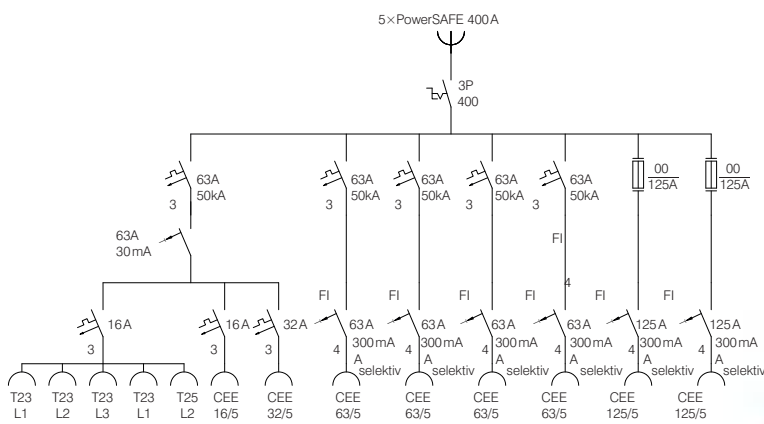 5×PowerSAFE 400A
3P
400
63A
50kA
3
63A
50kA
3
63A
50kA
3
63A
50kA
3
63A
50kA
3
00
125A
00
125A
63A
30mA
FI
4
16A
3
16A
3
32A
3
FI
63A
300mA
4
A
selektiv
FI
63A
300mA
4
A
selektiv
FI
63A
300mA
4
A
selektiv
FI
63A
300mA
4
A
selektiv
FI
125A
300mA
4
A
selektiv
FI
125A
300mA
4
A
selektiv
T23
L1
T23
L2
T23
L3
T23
L1
T25
L2
CEE
16/5
CEE
32/5
CEE
63/5
CEE
63/5
CEE
63/5
CEE
63/5
CEE
125/5
CEE
125/5